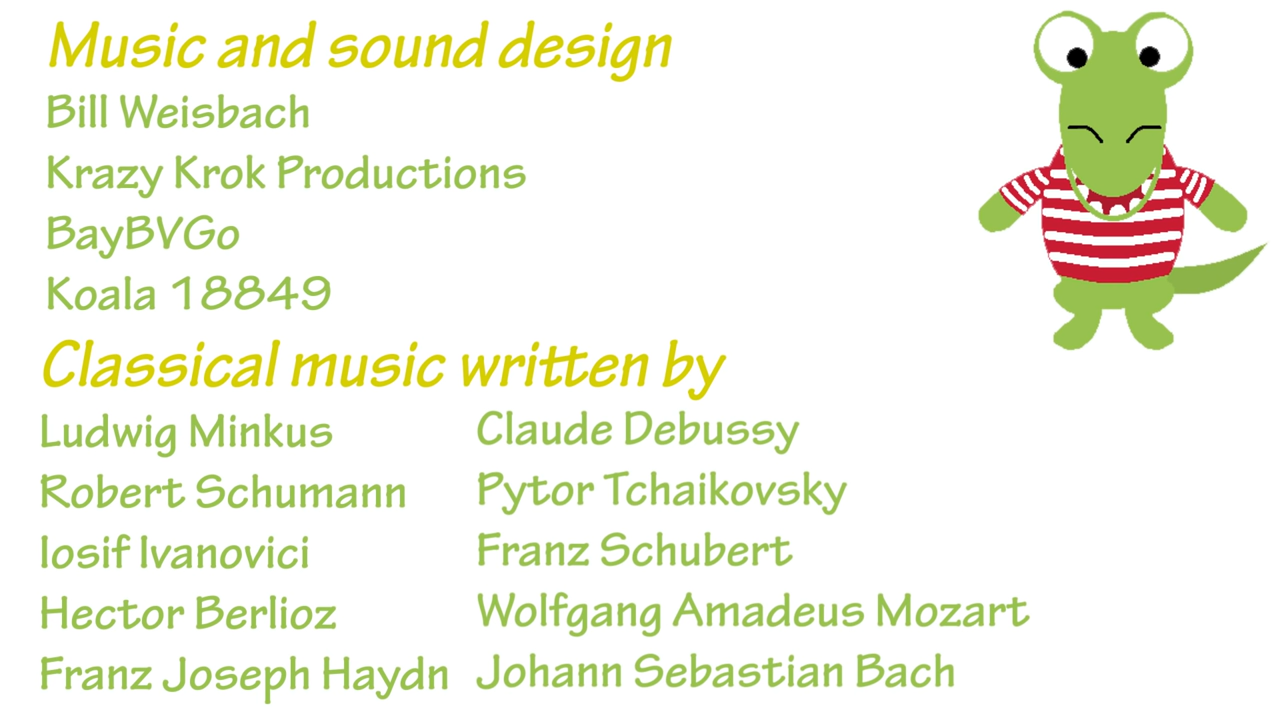 Music and sound design
Bill Weisbach
Krazy Krok Productions
BayBVGo
Koala 18849
Classical music written by
Ludwig Minkus
Robert Schumann
Iosif Ivanovici
Hector Berlioz
Franz Joseph Haydn
Claude Debussy
Pytor Tchaikovsky
Franz Schubert
Wolfgang Amadeus Mozart
Johann Sebastian Bach